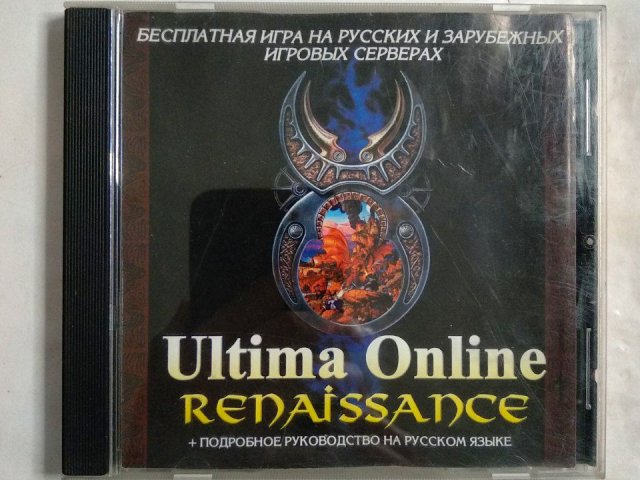 БЕСПЛАТНАЯ ИГРА НА РУССКИХ И ЗАРУБЕЖНЫХ
ИГРОВЫХ СЕРВЕРАХ
Ultima Online
RENAISSANCE
+ ПОДРОБНОЕ РУКОВОДСТВО НА РУССКОМ ЯЗЫКЕ